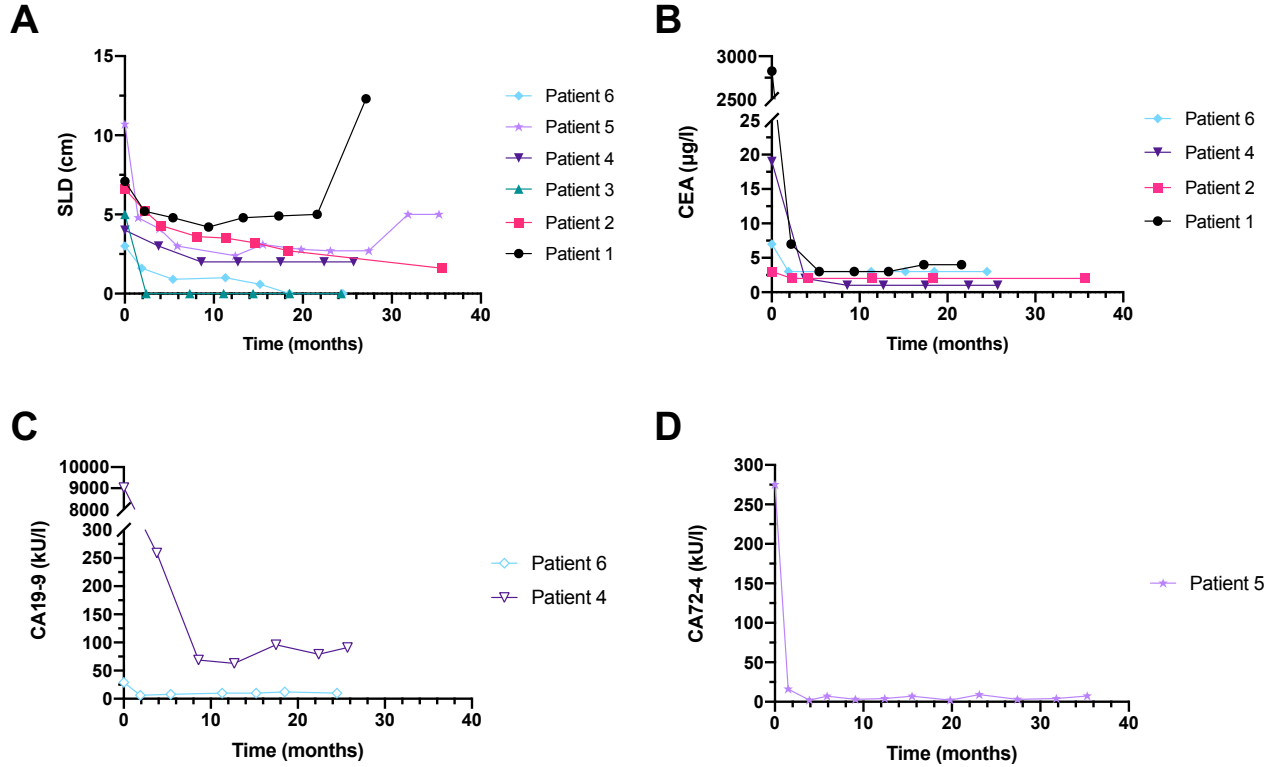 A
SLD (cm)
15
10
5
0
0 10 20 30 40
Time (months)
Patient 6
Patient 5
Patient 4
Patient 3
Patient 2
Patient 1
B
CEA (µg/l)
3000
2500
25
20
15
10
5
0
0 10 20 30 40
Time (months)
Patient 6
Patient 4
Patient 2
Patient 1
C
CA19-9 (kU/l)
10000
9000
8000
300
250
200
150
100
50
0
0 10 20 30 40
Time (months)
Patient 6
Patient 4
D
CA72-4 (kU/l)
300
250
200
150
100
50
0
0 10 20 30 40
Time (months)
Patient 5